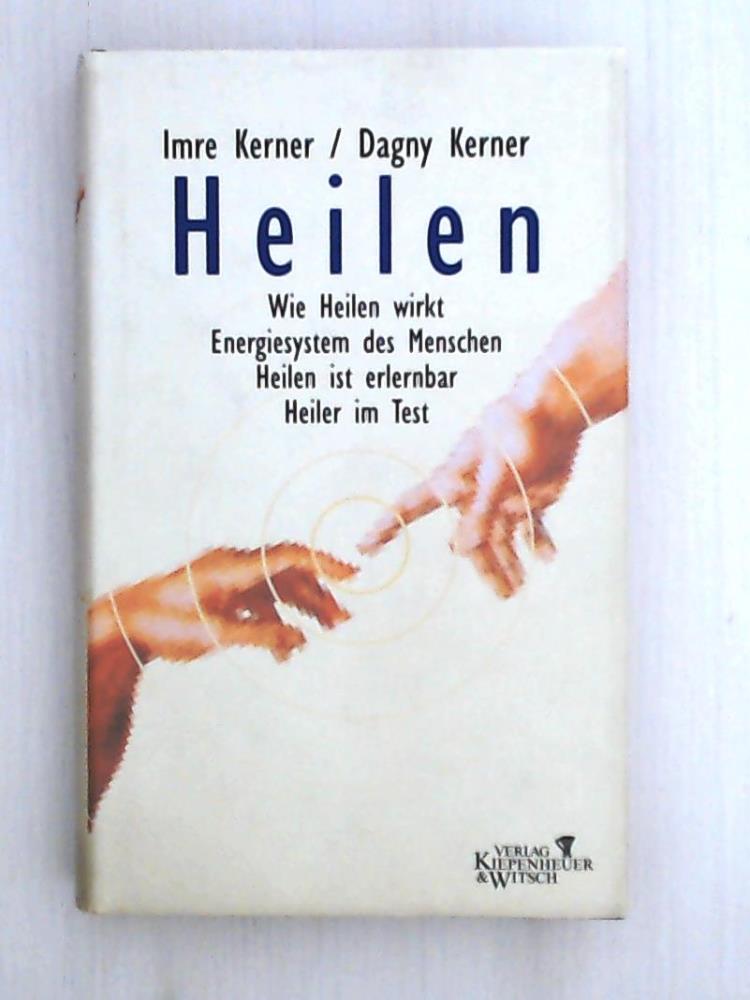 Imre Kerner / Dagny Kerner
Heilen
Wie Heilen wirkt
Energiesystem des Menschen
Heilen ist erlernbar
Heiler im Test
VERLAG
KIEPENHEUER
&WITSCH